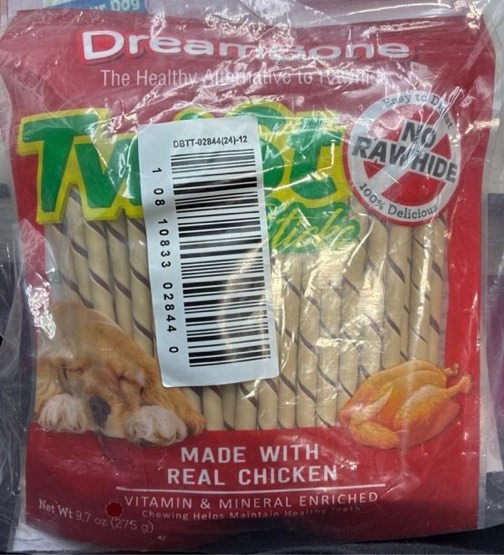 Dog
DreamBone
The Healthy Alternative to Rawhide
DBTT-02844(24)-12
1 08 10833 02844 0
Easy to Digest
NO
RAWHIDE
100% Delicious
MADE WITH
REAL CHICKEN
VITAMIN & MINERAL ENRICHED
Chewing Helps Maintain Healthy Teeth
Net Wt 9.7 oz (275 g)